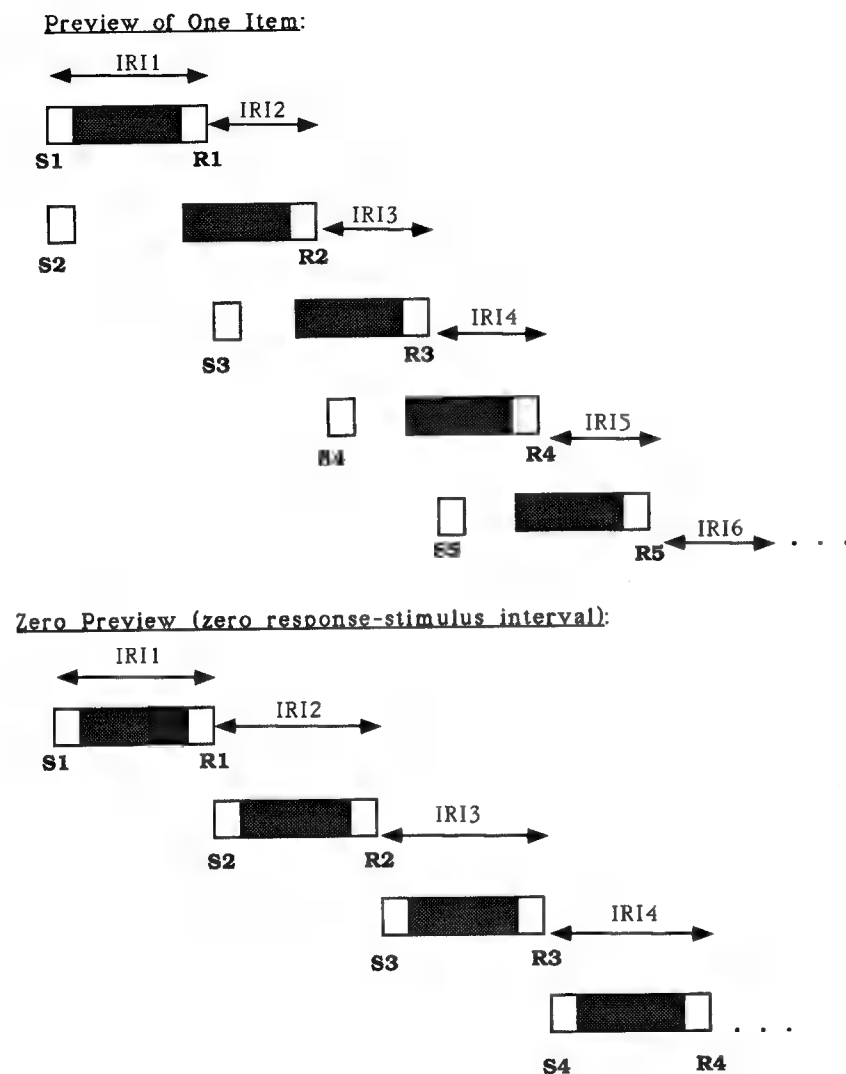 Preview of One Item:
IRI1
IRI2
S1 R1
IRI3
S2 R2
IRI4
S3 R3
IRI5
R4
IRI6
R5 . . .
Zero Preview (zero response-stimulus interval):
IRI1
IRI2
S1 R1
IRI3
S2 R2
IRI4
S3 R3
. . .
S4 R4